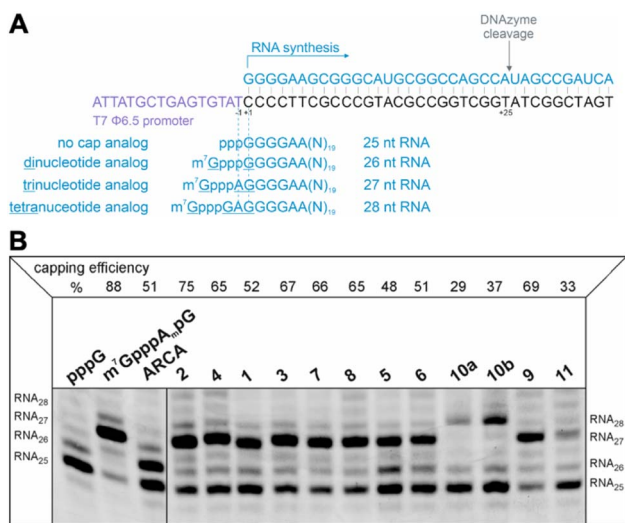 A
DNAzyme
cleavage
RNA synthesis
GGGGAAGCGGGCAUGCGGCCAGCCAUAGCCGAUCA
ATTATGCTGAGTGTATCCCCTTCGCCCGTACGCCGGTCGGTATCGGCTAGT
T7 Φ6.5 promoter
-1 +1
+25
no cap analog pppGGGGAA(N)19 25 nt RNA
dinucleotide analog m7GpppGGGGAA(N)19 26 nt RNA
trinucleotide analog m7GpppAGGGGAA(N)19 27 nt RNA
tetranuceotide analog m7GpppGAGGGGAA(N)19 28 nt RNA
B
capping efficiency
% 88 51 75 65 52 67 66 65 48 51 29 37 69 33
pppG m7GpppAmpG ARCA 2 4 1 3 7 8 5 6 10a 10b 9 11
RNA28
RNA27
RNA26
RNA25
RNA28
RNA27
RNA26
RNA25